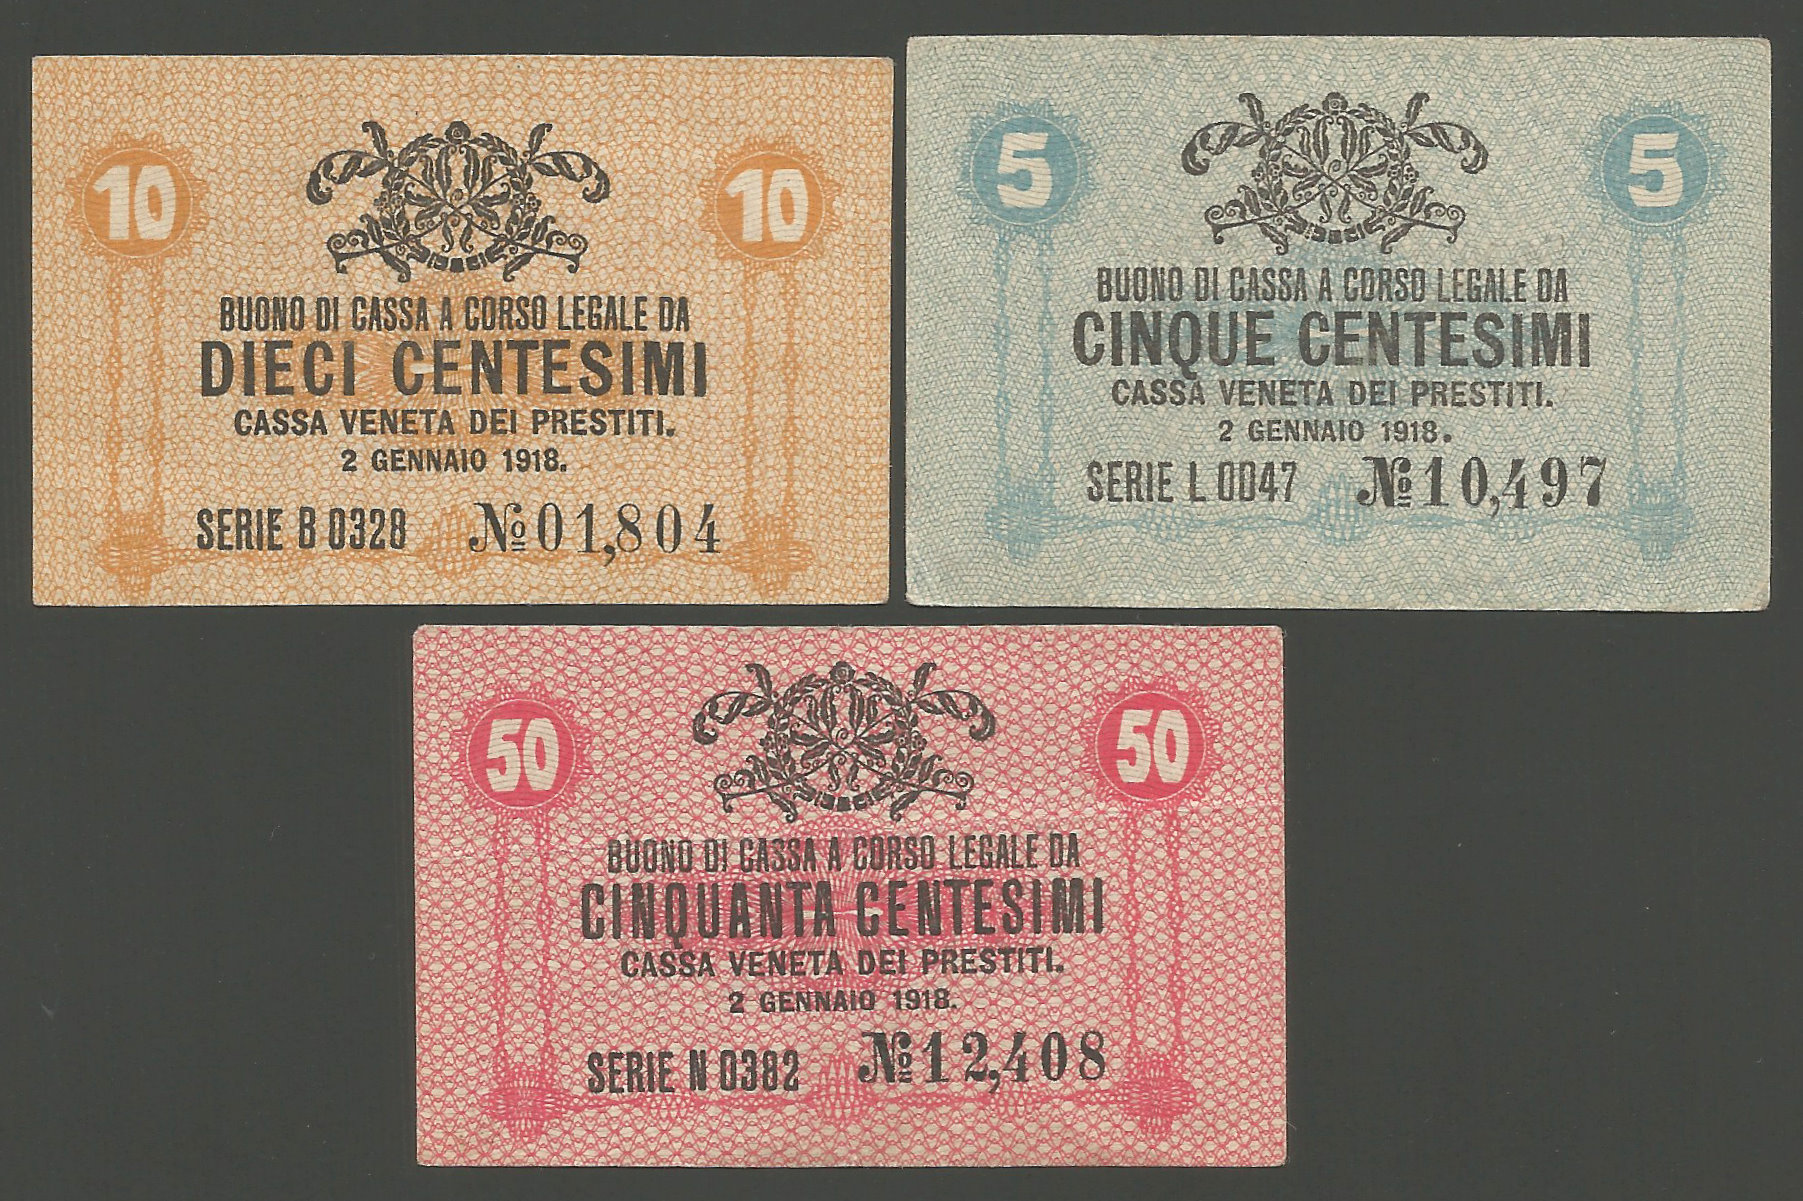 10
10
BUONO DI CASSA A CORSO LEGALE DA
DIECI CENTESIMI
CASSA VENETA DEI PRESTITI.
2 GENNAIO 1918.
SERIE B 0328 № 01,804
5
5
BUONO DI CASSA A CORSO LEGALE DA
CINQUE CENTESIMI
CASSA VENETA DEI PRESTITI.
2 GENNAIO 1918.
SERIE L 0047 № 10,497
50
50
BUONO DI CASSA A CORSO LEGALE DA
CINQUANTA CENTESIMI
CASSA VENETA DEI PRESTITI.
2 GENNAIO 1918.
SERIE N 0382 № 12,408